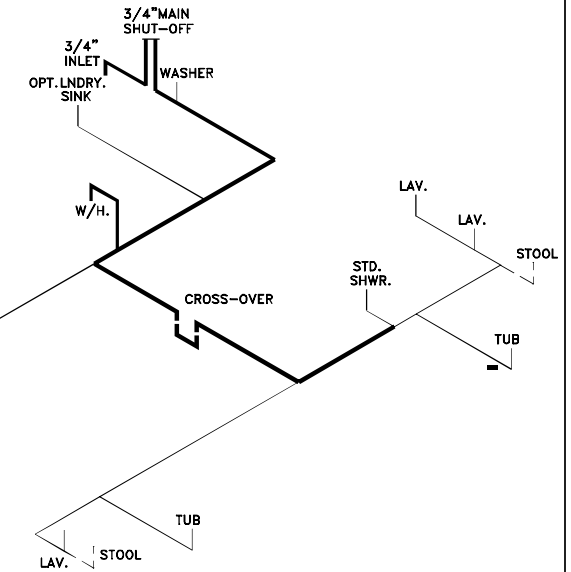 3/4"MAIN
SHUT-OFF
3/4"
INLET
WASHER
OPT.LNDRY.
SINK
W/H.
LAV.
LAV.
STOOL
STD.
SHWR.
CROSS-OVER
TUB
TUB
STOOL
LAV.